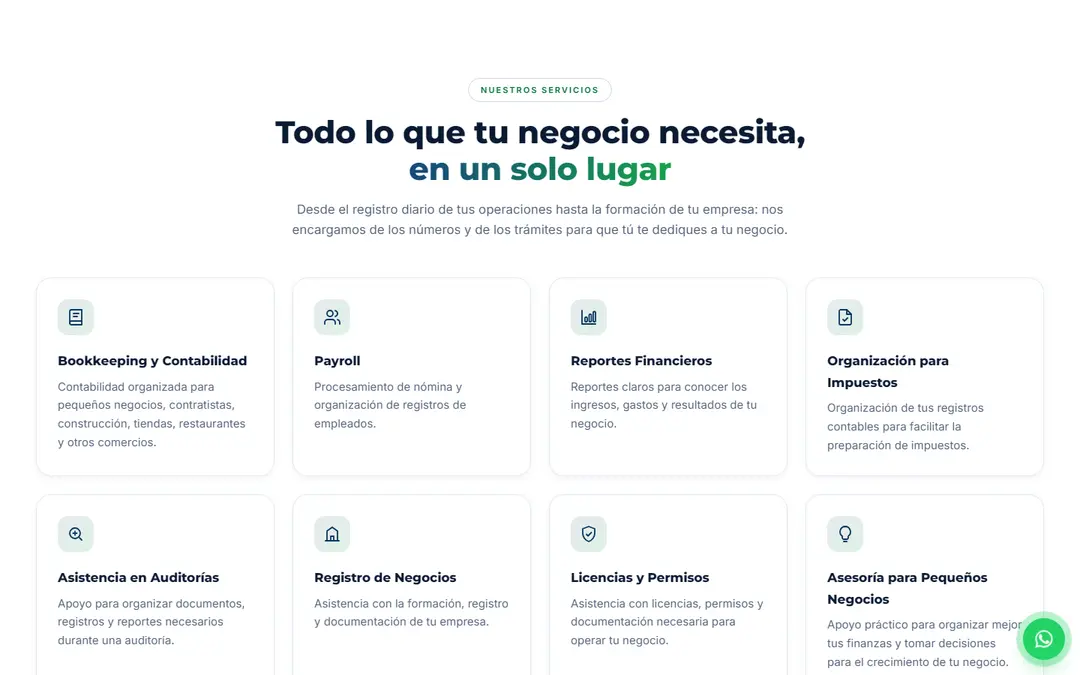 NUESTROS SERVICIOS
Todo lo que tu negocio necesita,
en un solo lugar
Desde el registro diario de tus operaciones hasta la formación de tu empresa: nos
encargamos de los números y de los trámites para que tú te dediques a tu negocio.
Bookkeeping y Contabilidad
Contabilidad organizada para
pequeños negocios, contratistas,
construcción, tiendas, restaurantes
y otros comercios.
Payroll
Procesamiento de nómina y
organización de registros de
empleados.
Reportes Financieros
Reportes claros para conocer los
ingresos, gastos y resultados de tu
negocio.
Organización para
Impuestos
Organización de tus registros
contables para facilitar la
preparación de impuestos.
Asistencia en Auditorías
Apoyo para organizar documentos,
registros y reportes necesarios
durante una auditoría.
Registro de Negocios
Asistencia con la formación, registro
y documentación de tu empresa.
Licencias y Permisos
Asistencia con licencias, permisos y
documentación necesaria para
operar tu negocio.
Asesoría para Pequeños
Negocios
Apoyo práctico para organizar mejor
tus finanzas y tomar decisiones
para el crecimiento de tu negocio.